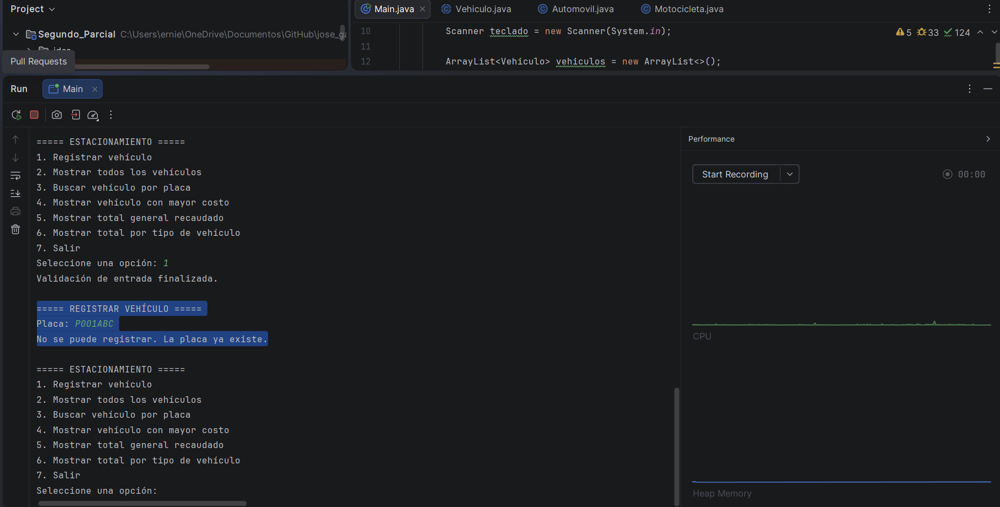 Project
Main.java
Vehiculo.java
Automovil.java
Motocicleta.java
Segundo_Parcial C:\Users\ernie\OneDrive\Documentos\GitHub\jose_ga
Pull Requests
10 Scanner teclado = new Scanner(System.in);
5 33 124
11
12 ArrayList<Vehiculo> vehiculos = new ArrayList<>();
Run Main
===== ESTACIONAMIENTO =====
1. Registrar vehículo
2. Mostrar todos los vehículos
3. Buscar vehículo por placa
4. Mostrar vehículo con mayor costo
5. Mostrar total general recaudado
6. Mostrar total por tipo de vehículo
7. Salir
Seleccione una opción: 1
Validación de entrada finalizada.
===== REGISTRAR VEHÍCULO =====
Placa: P001ABC
No se puede registrar. La placa ya existe.
===== ESTACIONAMIENTO =====
1. Registrar vehículo
2. Mostrar todos los vehículos
3. Buscar vehículo por placa
4. Mostrar vehículo con mayor costo
5. Mostrar total general recaudado
6. Mostrar total por tipo de vehículo
7. Salir
Seleccione una opción:
Performance
Start Recording
00:00
CPU
Heap Memory